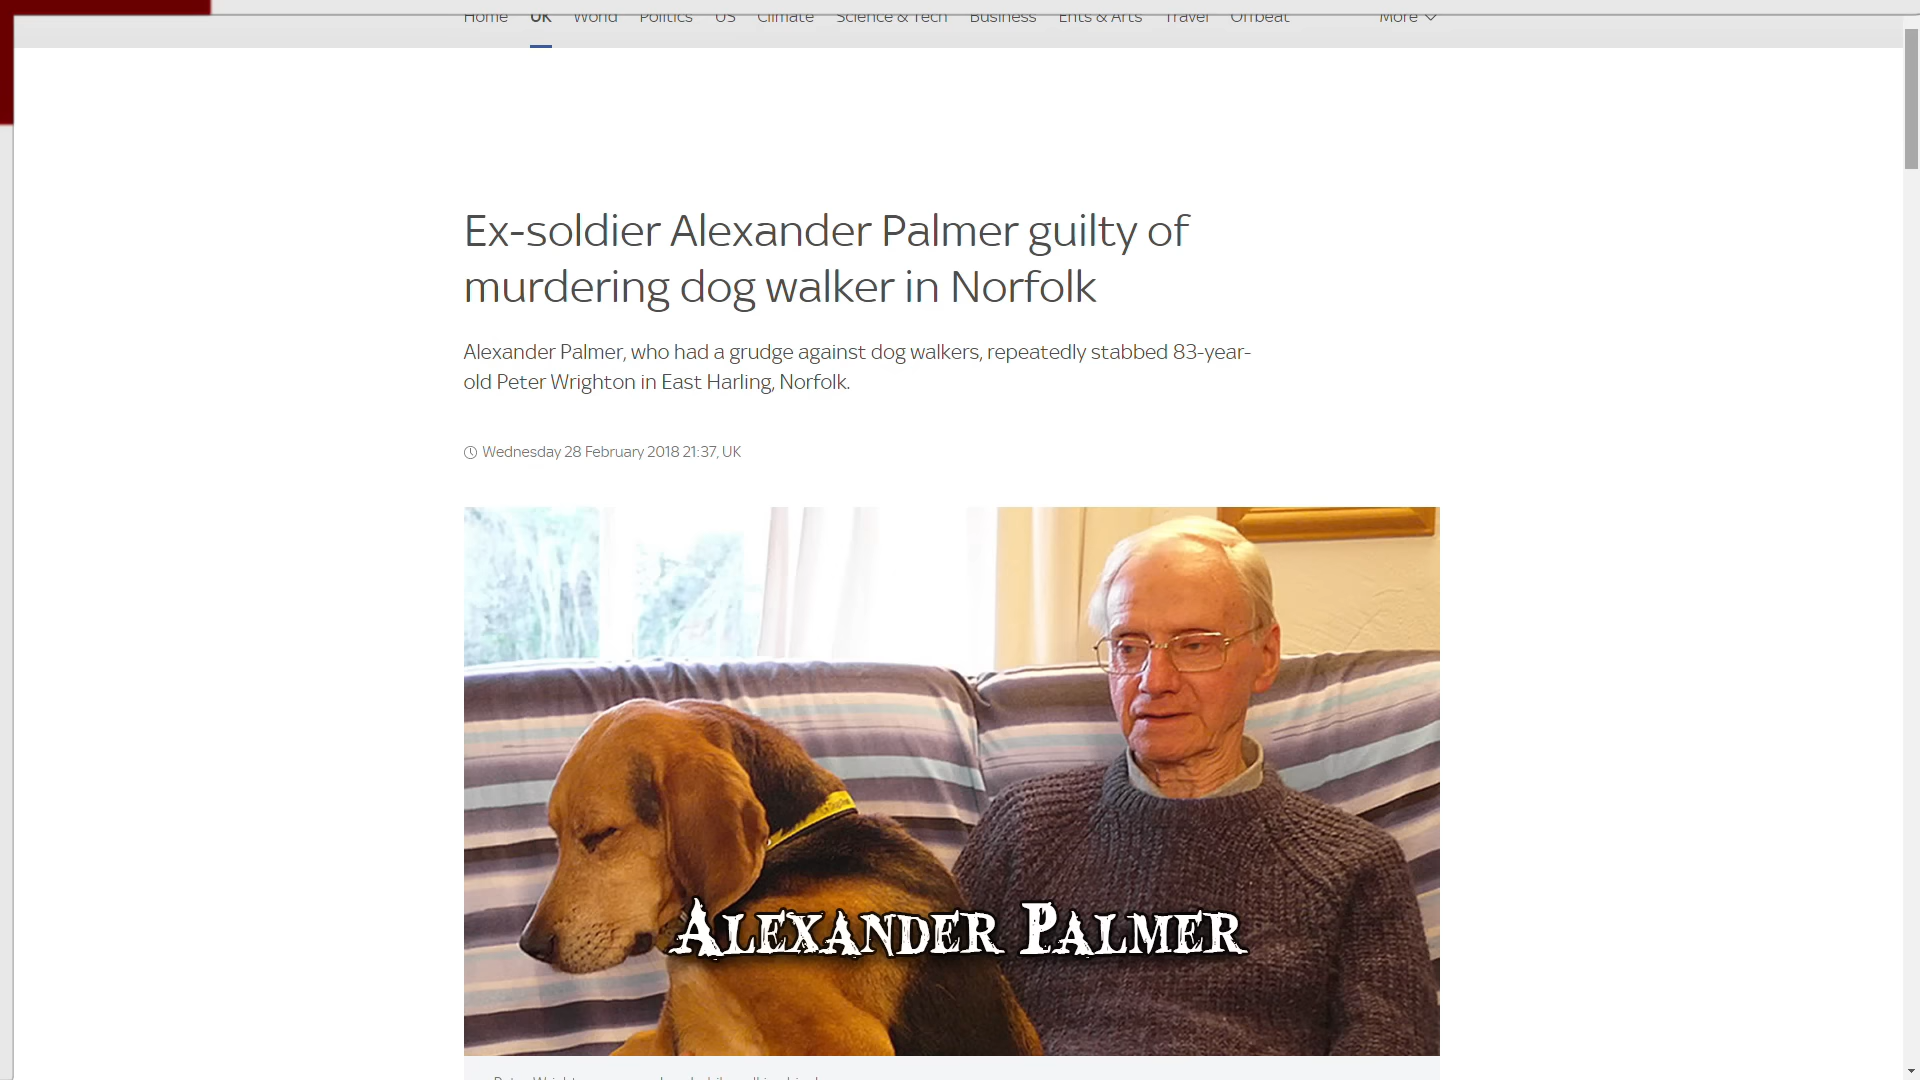 Home UK World Politics US Climate Science & Tech Business Ents & Arts Travel Offbeat More
Ex-soldier Alexander Palmer guilty of
murdering dog walker in Norfolk
Alexander Palmer, who had a grudge against dog walkers, repeatedly stabbed 83-year-
old Peter Wrighton in East Harling, Norfolk.
Wednesday 28 February 2018 21:37, UK
Alexander Palmer